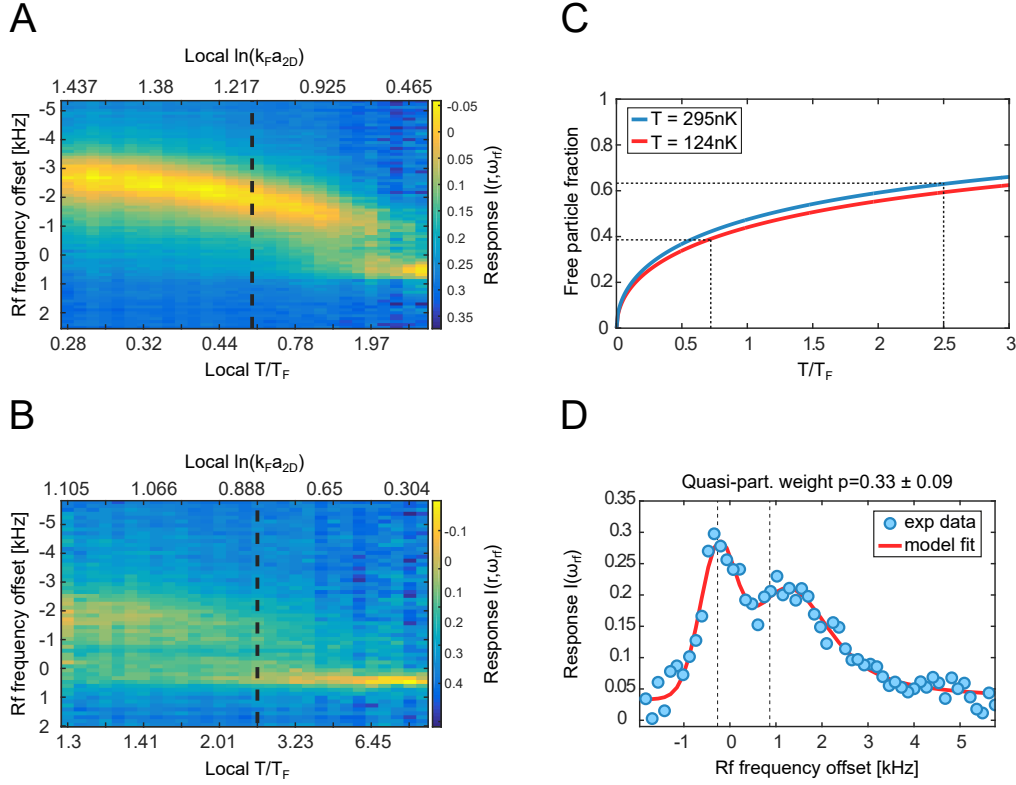 A
Local ln(k_Fa_2D)
1.437 1.38 1.217 0.925 0.465
-5
-4
-3
-2
-1
0
1
2
Rf frequency offset [kHz]
0.28 0.32 0.44 0.78 1.97
Local T/T_F
-0.05
0
0.05
0.1
0.15
0.2
0.25
0.3
0.35
Response I(r,ω_rf)
B
Local ln(k_Fa_2D)
1.105 1.066 0.888 0.65 0.304
-5
-4
-3
-2
-1
0
1
2
Rf frequency offset [kHz]
1.3 1.41 2.01 3.23 6.45
Local T/T_F
-0.1
0
0.1
0.2
0.3
0.4
Response I(r,ω_rf)
C
1
0.8
0.6
0.4
0.2
0
Free particle fraction
T = 295nK
T = 124nK
0 0.5 1 1.5 2 2.5 3
T/T_F
D
Quasi-part. weight p=0.33 ± 0.09
0.35
0.3
0.25
0.20
0.15
0.1
0.05
0
Response I(ω_rf)
exp data
model fit
-1 0 1 2 3 4 5
Rf frequency offset [kHz]